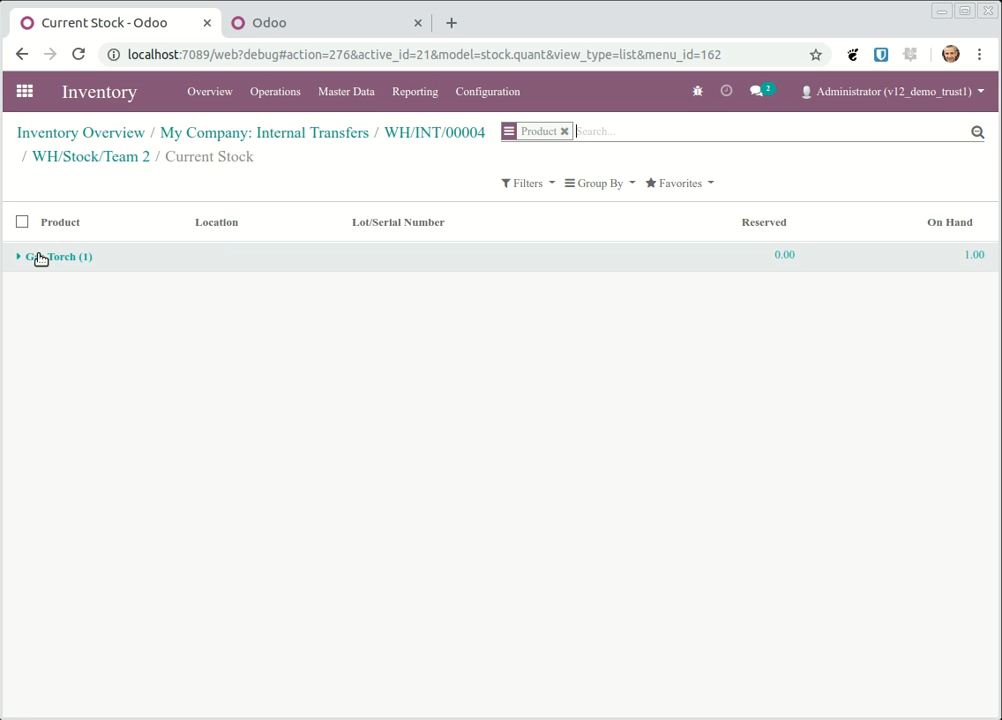 Current Stock - Odoo
Odoo
localhost:7089/web?debug#action=276&active_id=21&model=stock.quant&view_type=list&menu_id=162
Inventory Overview Operations Master Data Reporting Configuration 2 Administrator (v12_demo_trust1)
Inventory Overview / My Company: Internal Transfers / WH/INT/00004
/ WH/Stock/Team 2 / Current Stock
Product Search...
Filters Group By Favorites
Product Location Lot/Serial Number Reserved On Hand
Torch (1) 0.00 1.00